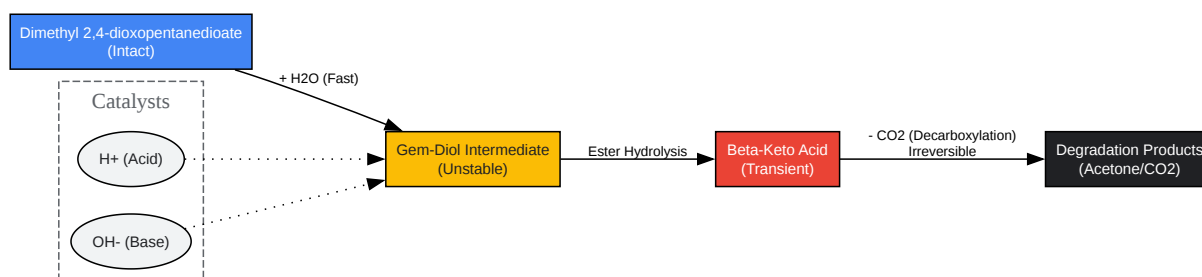 Dimethyl 2,4-dioxopentanedioate
(Intact)
+ H2O (Fast)
Catalysts
H+ (Acid)
OH- (Base)
Gem-Diol Intermediate
(Unstable)
Ester Hydrolysis
Beta-Keto Acid
(Transient)
- CO2 (Decarboxylation)
Irreversible
Degradation Products
(Acetone/CO2)